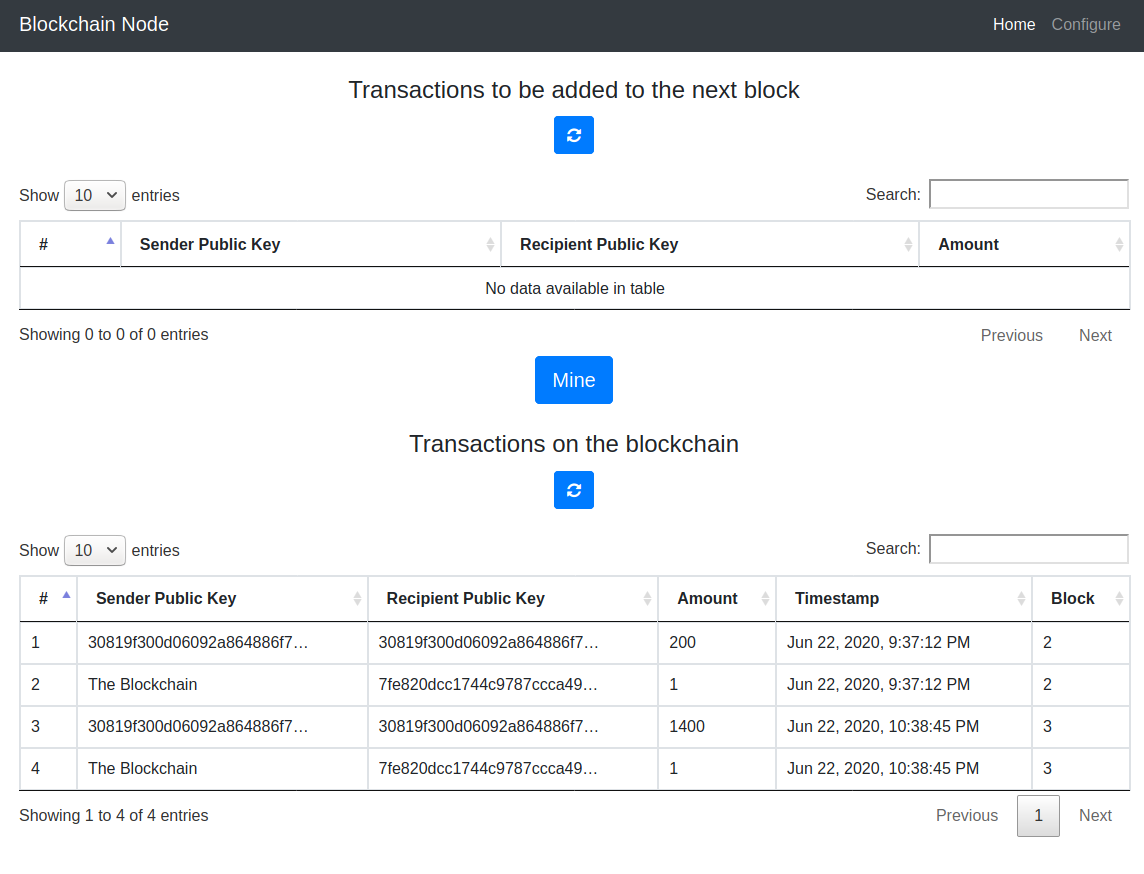 Blockchain Node Home Configure
Transactions to be added to the next block
Show 10 entries Search:
# Sender Public Key Recipient Public Key Amount
No data available in table
Showing 0 to 0 of 0 entries Previous Next
Mine
Transactions on the blockchain
Show 10 entries Search:
# Sender Public Key Recipient Public Key Amount Timestamp Block
1 30819f300d06092a864886f7… 30819f300d06092a864886f7… 200 Jun 22, 2020, 9:37:12 PM 2
2 The Blockchain 7fe820dcc1744c9787ccca49… 1 Jun 22, 2020, 9:37:12 PM 2
3 30819f300d06092a864886f7… 30819f300d06092a864886f7… 1400 Jun 22, 2020, 10:38:45 PM 3
4 The Blockchain 7fe820dcc1744c9787ccca49… 1 Jun 22, 2020, 10:38:45 PM 3
Showing 1 to 4 of 4 entries Previous 1 Next